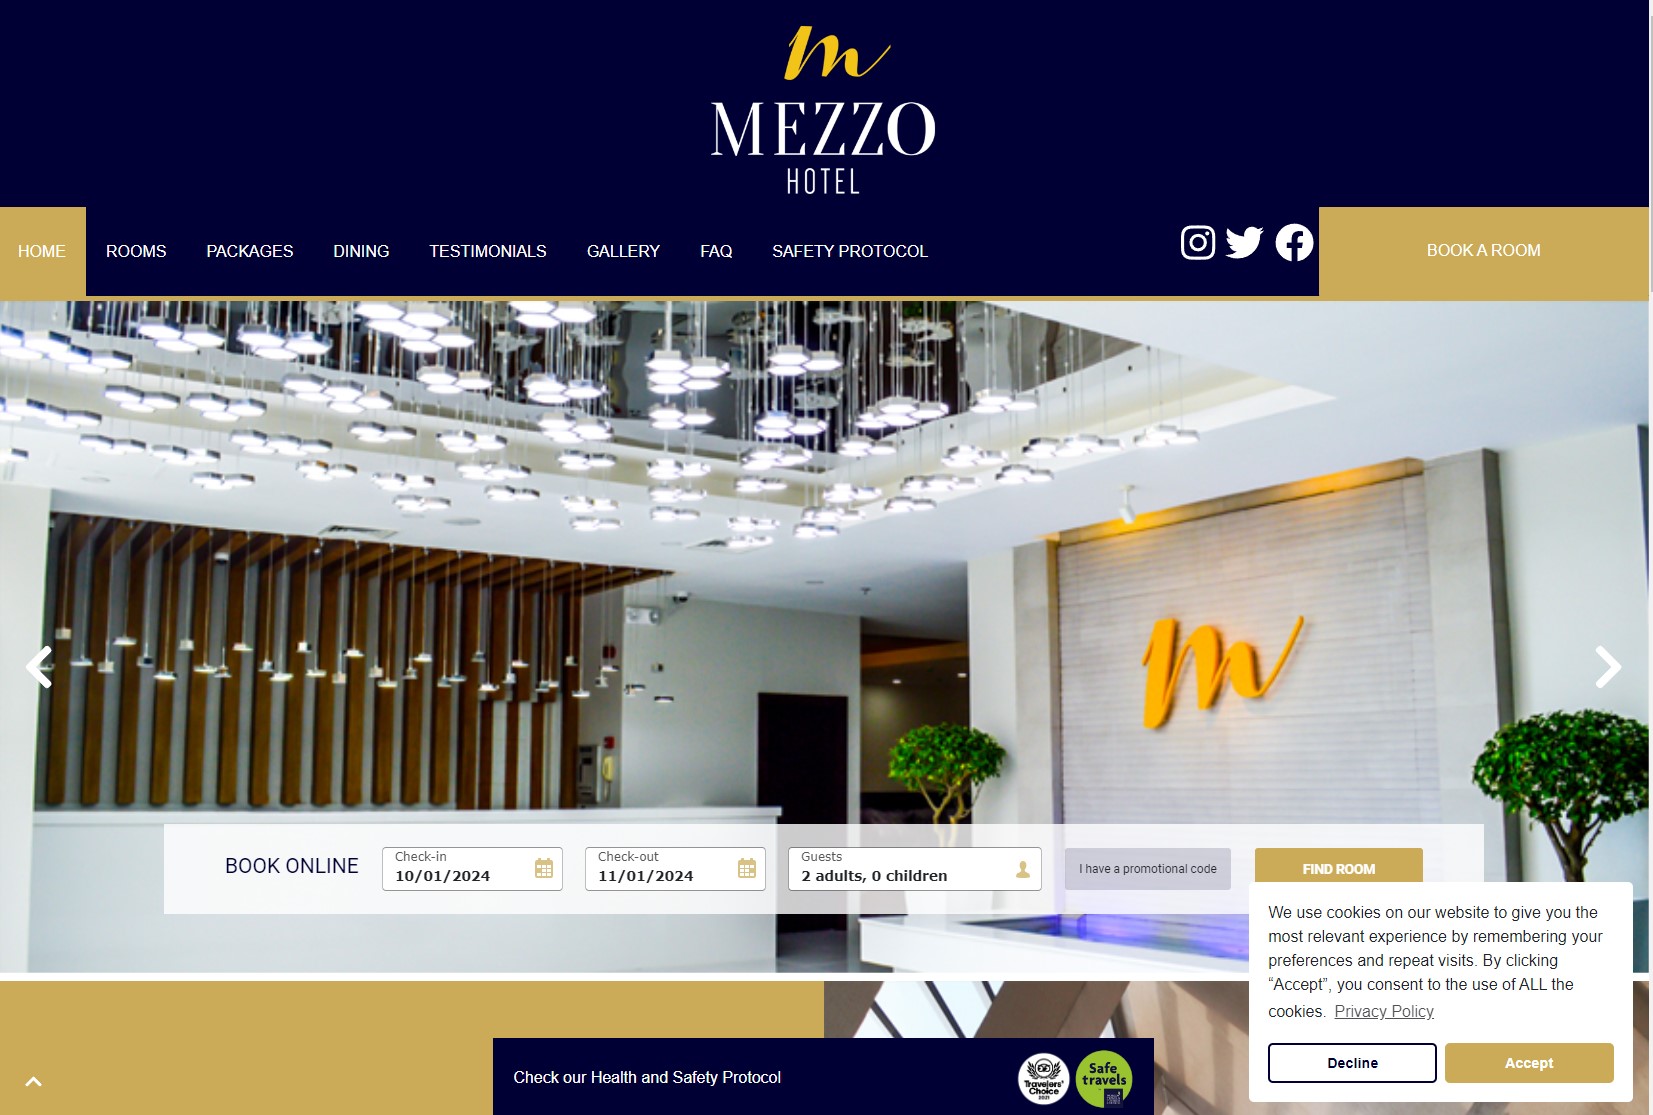 m
MEZZO
HOTEL
HOME
ROOMS
PACKAGES
DINING
TESTIMONIALS
GALLERY
FAQ
SAFETY PROTOCOL
BOOK A ROOM
m
BOOK ONLINE
Check-in
10/01/2024
Check-out
11/01/2024
Guests
2 adults, 0 children
I have a promotional code
FIND ROOM
We use cookies on our website to give you the
most relevant experience by remembering your
preferences and repeat visits. By clicking
“Accept”, you consent to the use of ALL the
cookies. Privacy Policy
Decline
Accept
Check our Health and Safety Protocol
Travelers'
Choice
2021
Safe
travels